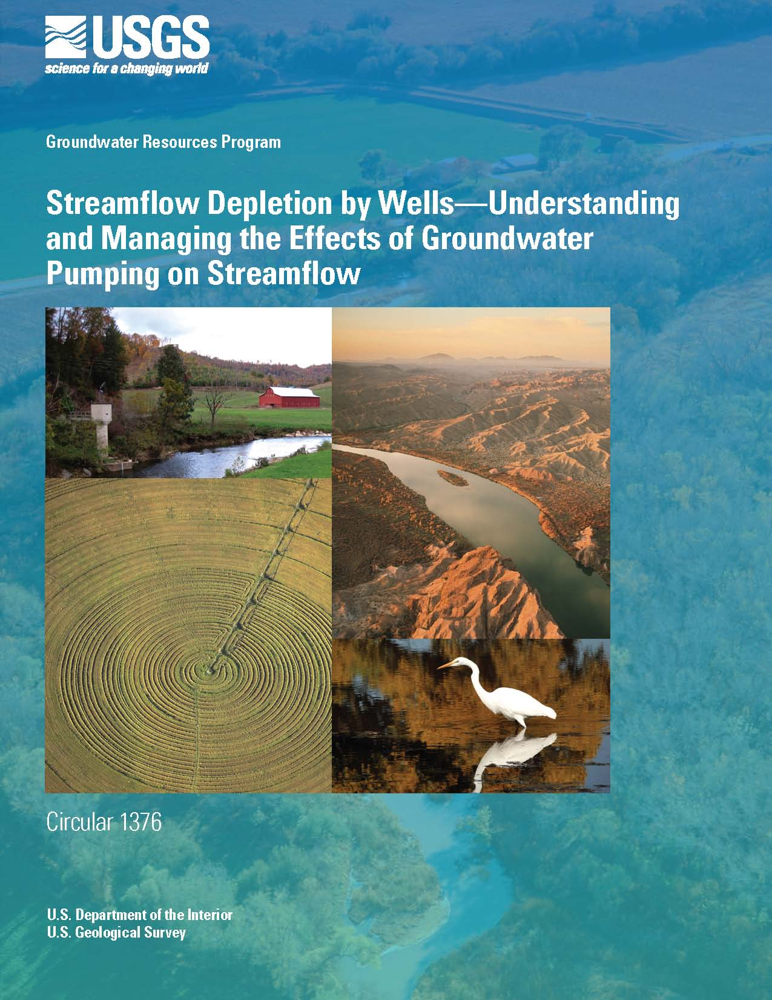 USGS
science for a changing world
Groundwater Resources Program
Streamflow Depletion by Wells—Understanding
and Managing the Effects of Groundwater
Pumping on Streamflow
Circular 1376
U.S. Department of the Interior
U.S. Geological Survey